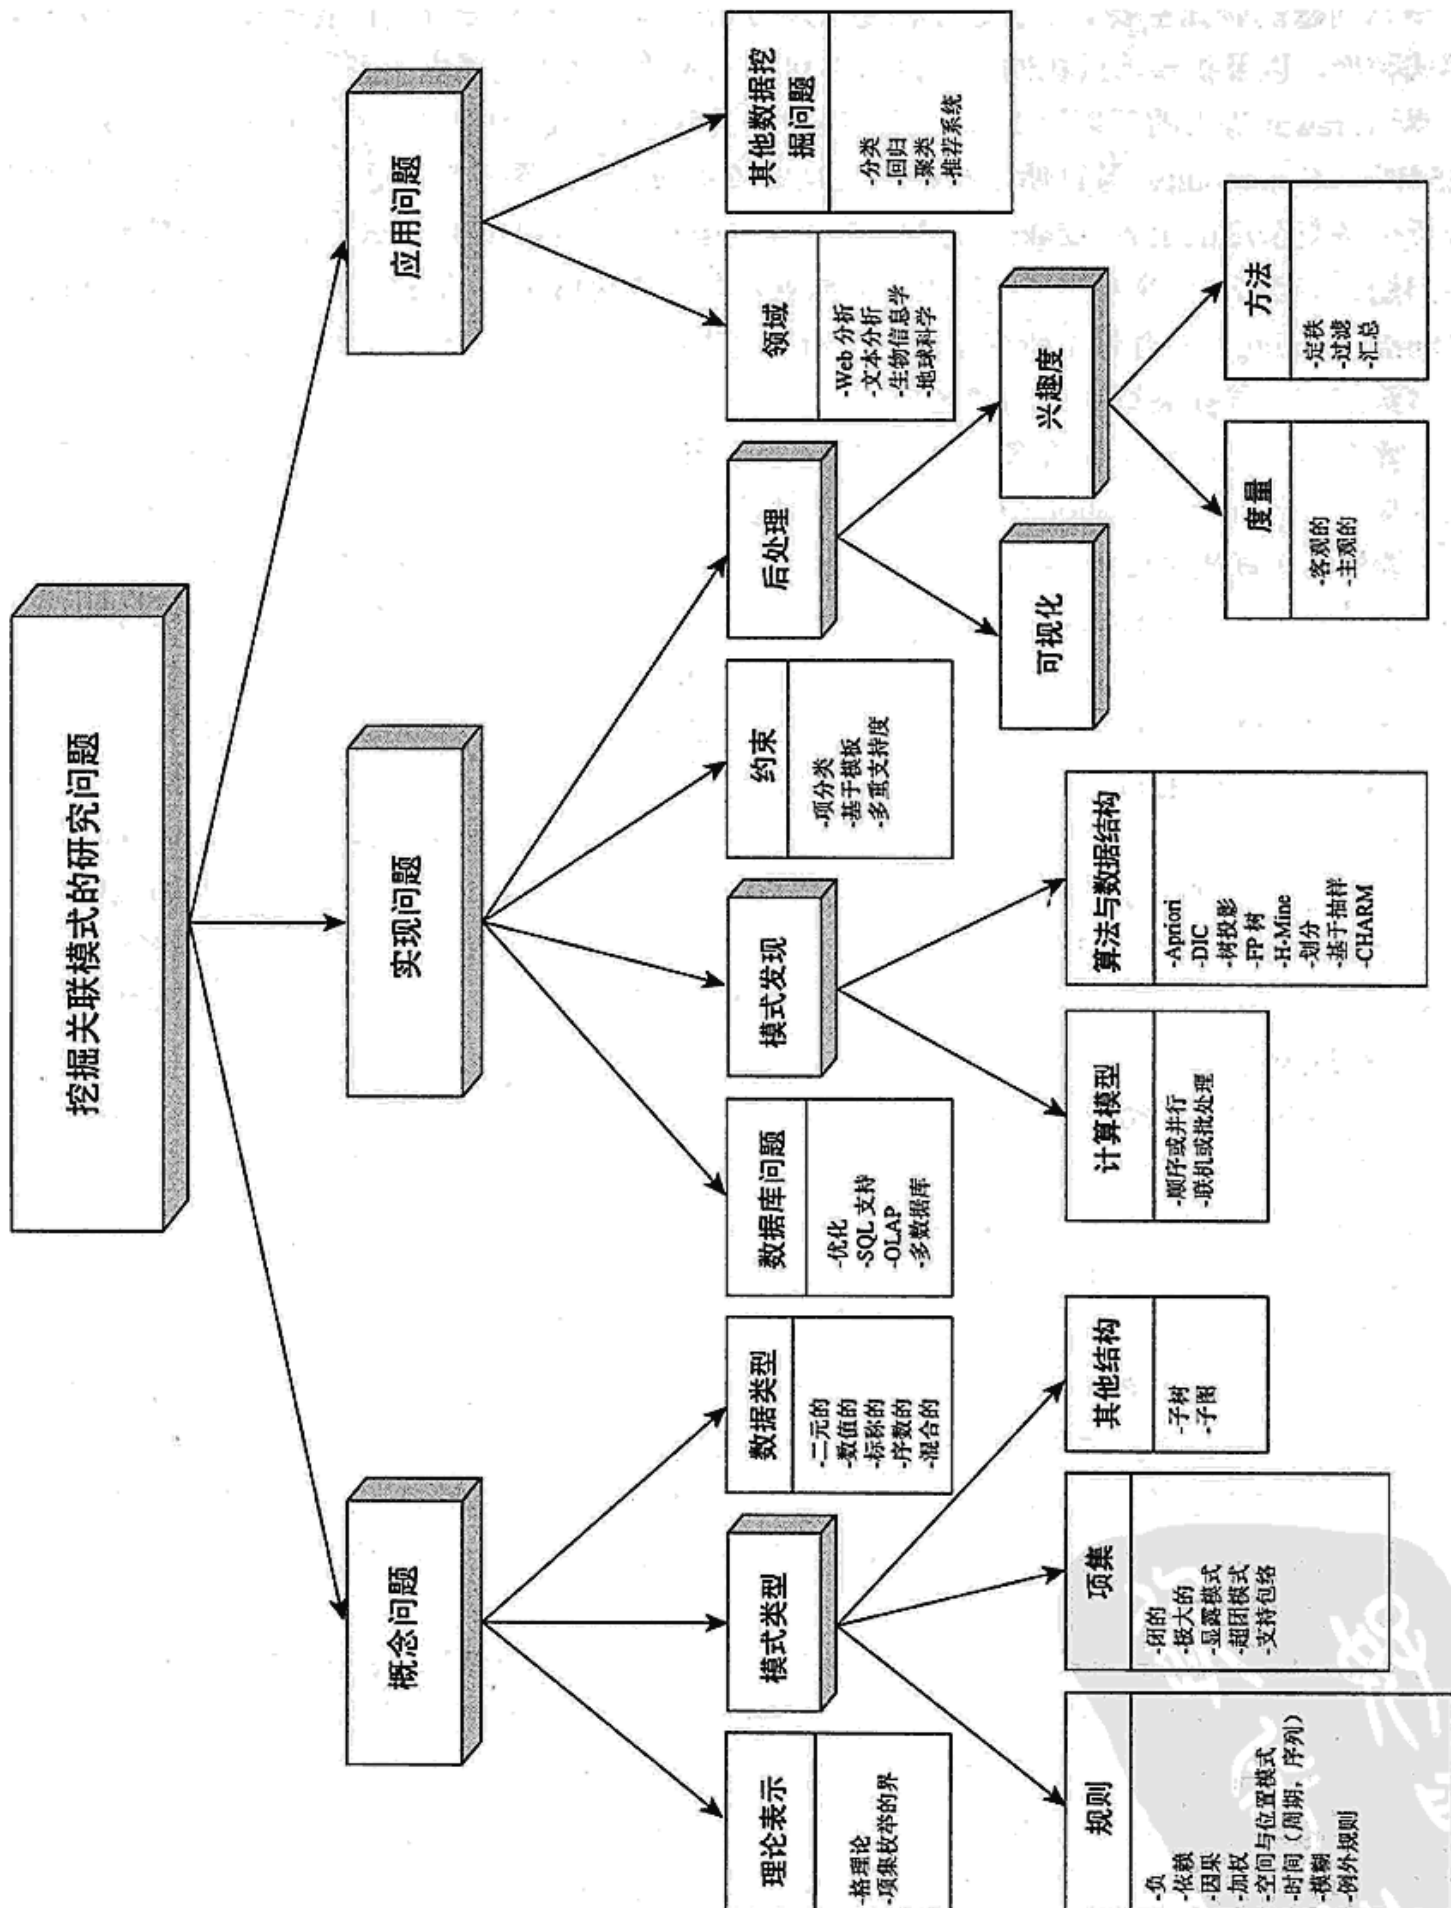 挖掘关联模式的研究问题
概念问题
实现问题
应用问题
理论表示
-格理论
-项集枚举的界
模式类型
数据类型
-二元的
-数值的
-标称的
-序数的
-混合的
数据库问题
-优化
-SQL 支持
-OLAP
-多数据库
模式发现
约束
-项分类
-基于模板
-多重支持度
后处理
领域
-Web 分析
-文本分析
-生物信息学
-地球科学
其他数据挖
掘问题
-分类
-回归
-聚类
-推荐系统
规则
-负
-依赖
-因果
-加权
-空间与位置模式
-时间（周期，序列）
-模糊
-例外规则
项集
-闭的
-极大的
-显露模式
-超团模式
-支持包络
其他结构
-子树
-子图
计算模型
-顺序或并行
-联机或批处理
算法与数据结构
-Apriori
-DIC
-树投影
-FP 树
-H-Mine
-划分
-基于抽样
-CHARM
可视化
兴趣度
度量
-客观的
-主观的
方法
-定秩
-过滤
-汇总